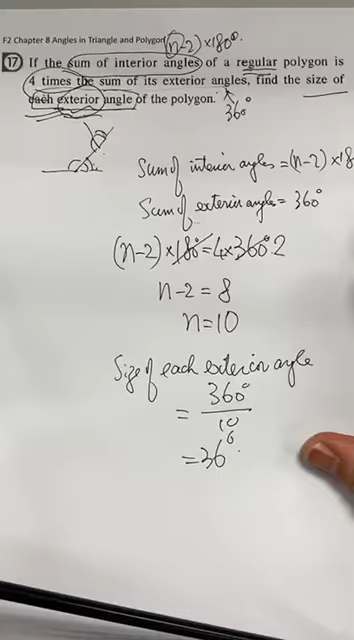 F2 Chapter 8 Angles in Triangle and Polygon (n-2)×180°.
17 If the sum of interior angles of a regular polygon is
4 times the sum of its exterior angles, find the size of
each exterior angle of the polygon.
360°
Sum of interior angles = (n-2)×18
Sum of exterior angle = 360°
(n-2)×180° = 4×360° 2
n-2 = 8
n=10
Size of each exterior angle
= 360°
10
= 36°.